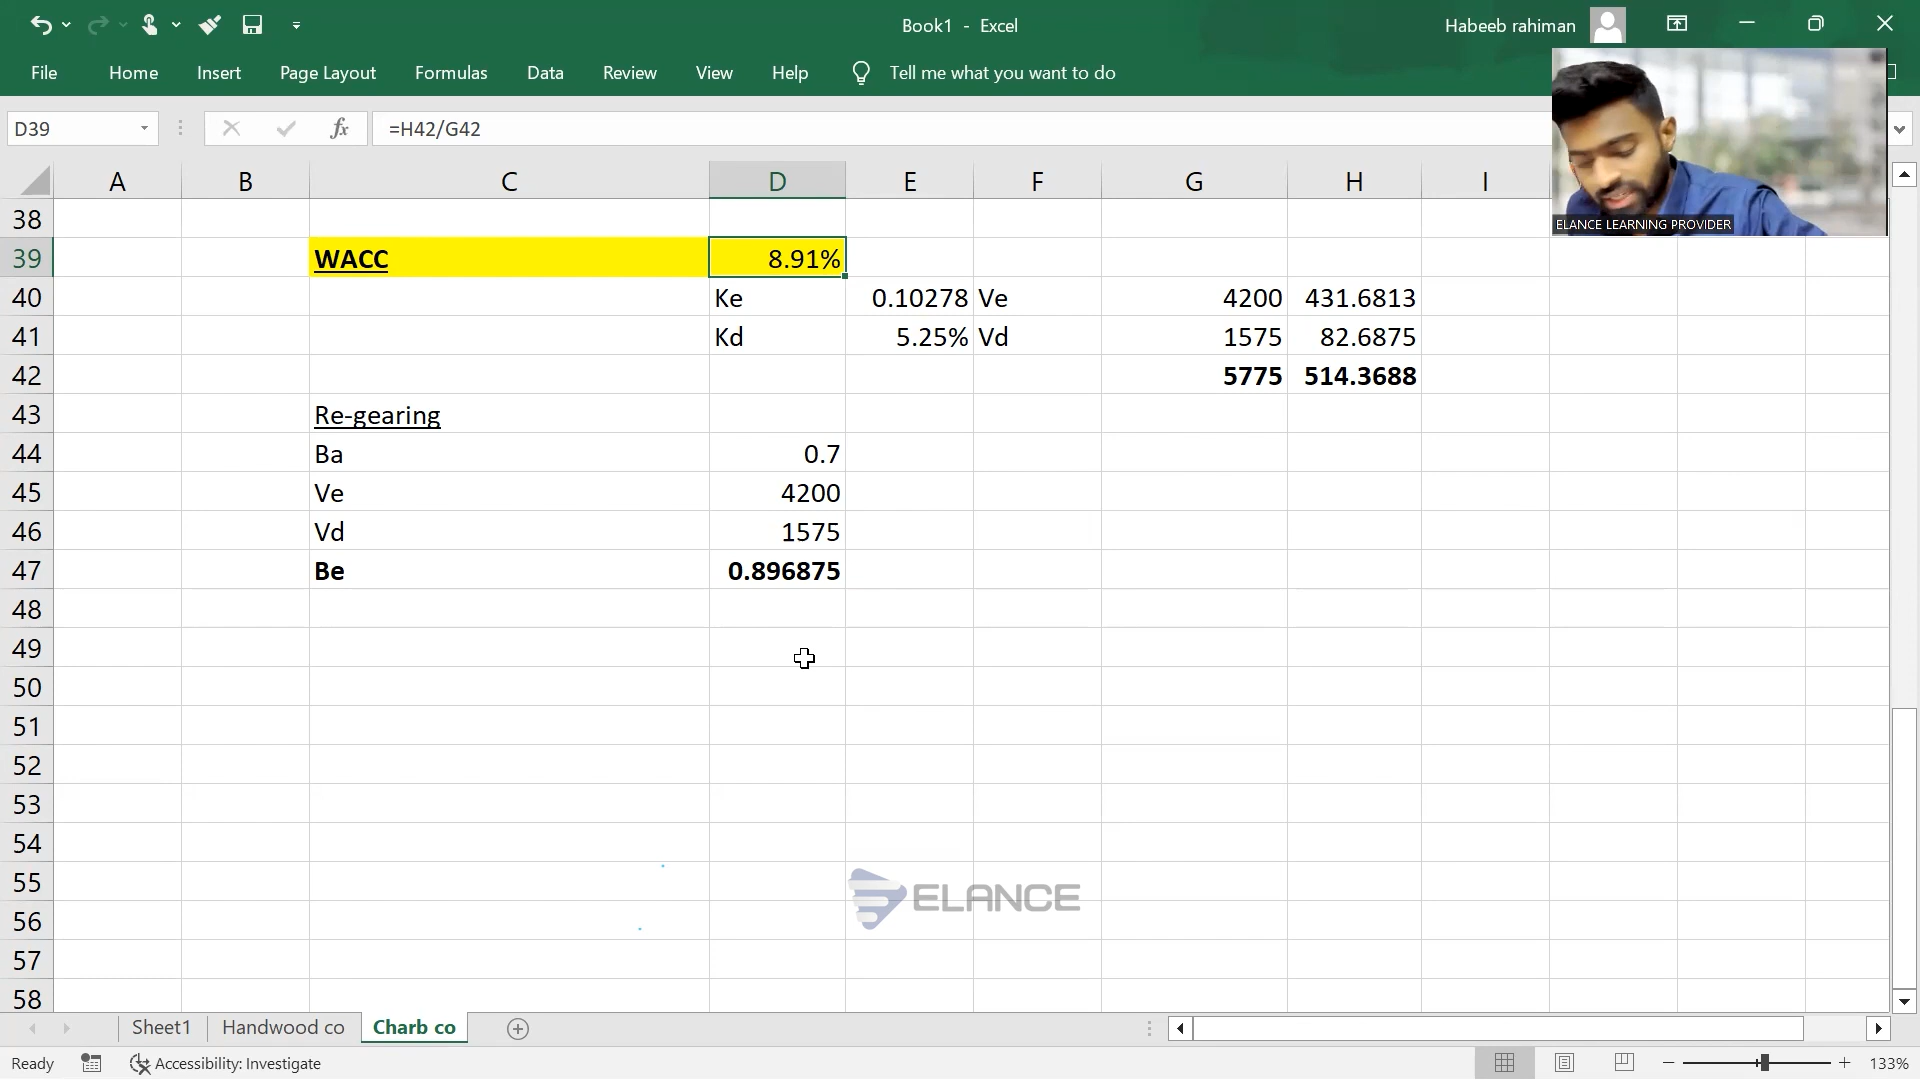 Book1 - Excel
Habeeb rahiman
File Home Insert Page Layout Formulas Data Review View Help Tell me what you want to do
D39 fx =H42/G42
ELANCE LEARNING PROVIDER
A B C D E F G H I
38
39 WACC 8.91%
40 Ke 0.10278 Ve 4200 431.6813
41 Kd 5.25% Vd 1575 82.6875
42 5775 514.3688
43 Re-gearing
44 Ba 0.7
45 Ve 4200
46 Vd 1575
47 Be 0.896875
48
49
50
51
52
53
54
55
ELANCE
56
57
58
Sheet1 Handwood co Charb co
Ready Accessibility: Investigate 133%